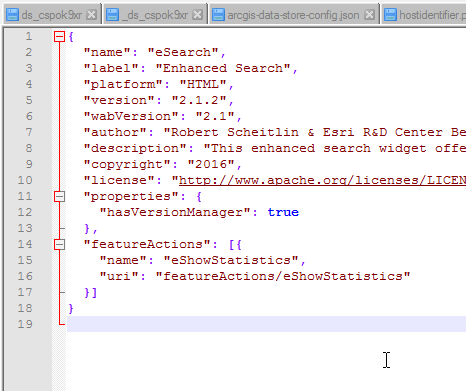 ds_cspok9xr _ds_cspok9xr arcgis-data-store-config.json hostidentifier.p
1 {
2 "name": "eSearch",
3 "label": "Enhanced Search",
4 "platform": "HTML",
5 "version": "2.1.2",
6 "wabVersion": "2.1",
7 "author": "Robert Scheitlin & Esri R&D Center Be
8 "description": "This enhanced search widget offe
9 "copyright": "2016",
10 "license": "http://www.apache.org/licenses/LICEN
11 "properties": {
12 "hasVersionManager": true
13 },
14 "featureActions": [{
15 "name": "eShowStatistics",
16 "uri": "featureActions/eShowStatistics"
17 }]
18 }
19